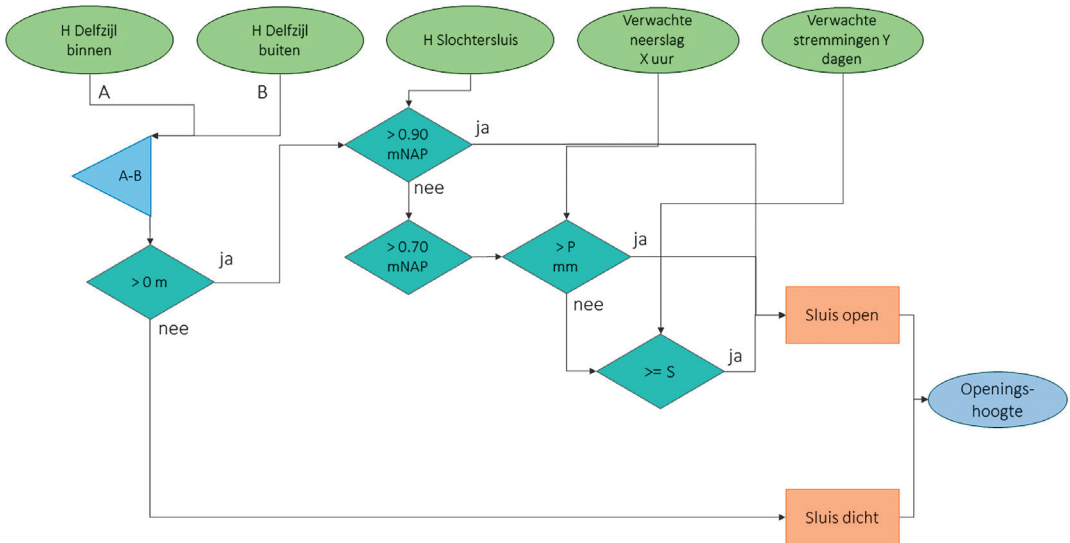 H Delfzijl
binnen
H Delfzijl
buiten
H Slochtersluis
Verwachte
neerslag
X uur
Verwachte
stremmingen Y
dagen
A
B
A-B
> 0.90
mNAP
ja
nee
> 0.70
mNAP
> P
mm
ja
nee
> 0 m
ja
nee
>= S
ja
Sluis open
Openings-
hoogte
Sluis dicht